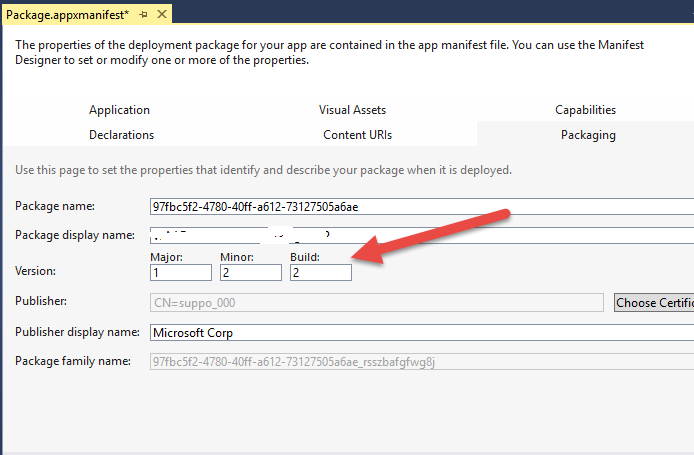 Package.appxmanifest*
The properties of the deployment package for your app are contained in the app manifest file. You can use the Manifest
Designer to set or modify one or more of the properties.
Application Visual Assets Capabilities
Declarations Content URIs Packaging
Use this page to set the properties that identify and describe your package when it is deployed.
Package name: 97fbc5f2-4780-40ff-a612-73127505a6ae
Package display name:
Major: Minor: Build:
Version: 1 2 2
Publisher: CN=suppo_000 Choose Certific
Publisher display name: Microsoft Corp
Package family name: 97fbc5f2-4780-40ff-a612-73127505a6ae_rsszbafgfwg8j